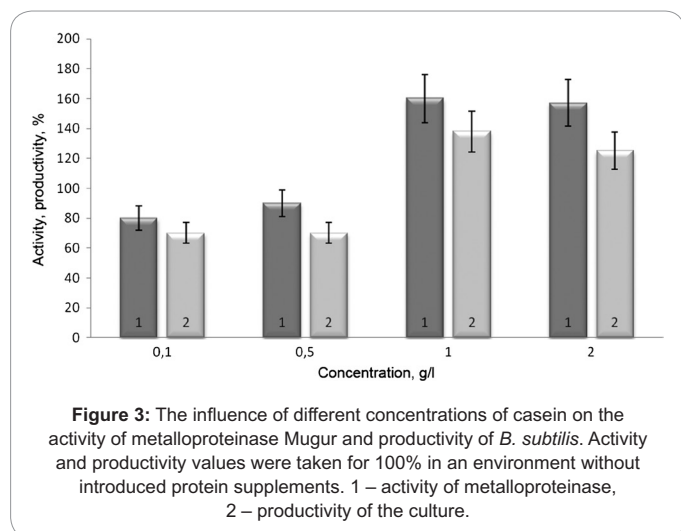 200
180
160
140
120
100
80
60
40
20
0
Activity, productivity, %
1 2 1 2 1 2 1 2
0,1 0,5 1 2
Concentration, g/l
Figure 3: The influence of different concentrations of casein on the
activity of metalloproteinase Mugur and productivity of B. subtilis. Activity
and productivity values were taken for 100% in an environment without
introduced protein supplements. 1 – activity of metalloproteinase,
2 – productivity of the culture.